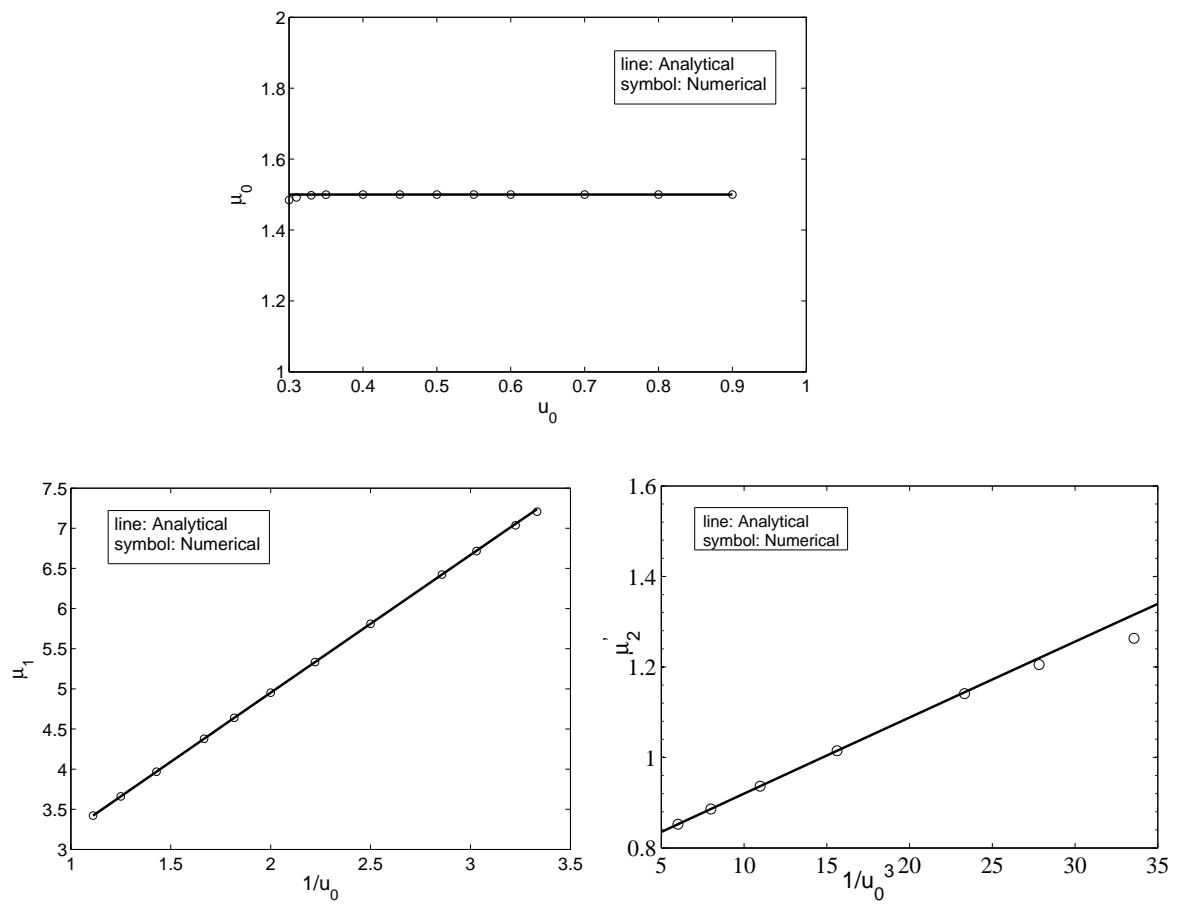 2
1.8
1.6
1.4
1.2
1
μ0
line: Analytical
symbol: Numerical
0.3 0.4 0.5 0.6 0.7 0.8 0.9 1
u0
7.5
7
6.5
6
5.5
5
4.5
4
3.5
3
μ1
line: Analytical
symbol: Numerical
1 1.5 2 2.5 3 3.5
1/u0
1.6
1.4
1.2
1
0.8
μ2'
line: Analytical
symbol: Numerical
5 10 15 20 25 30 35
1/u0 3